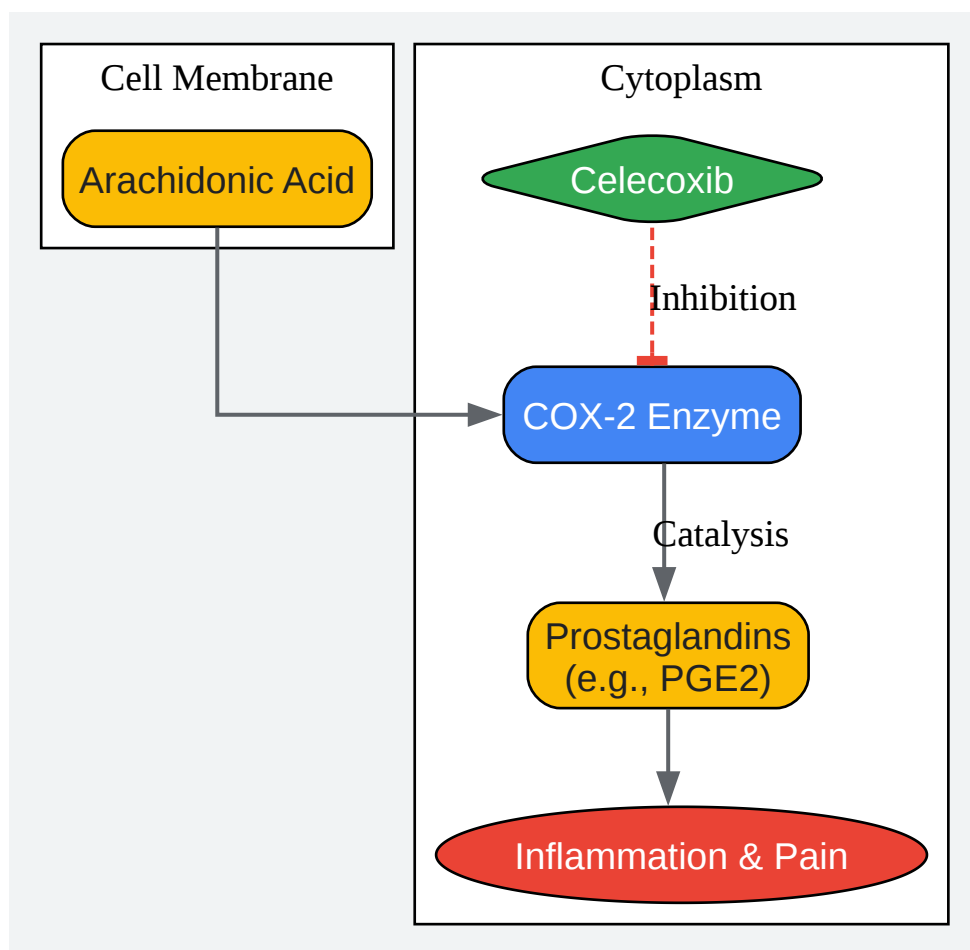 Cell Membrane
Arachidonic Acid
Cytoplasm
Celecoxib
Inhibition
COX-2 Enzyme
Catalysis
Prostaglandins
(e.g., PGE2)
Inflammation & Pain